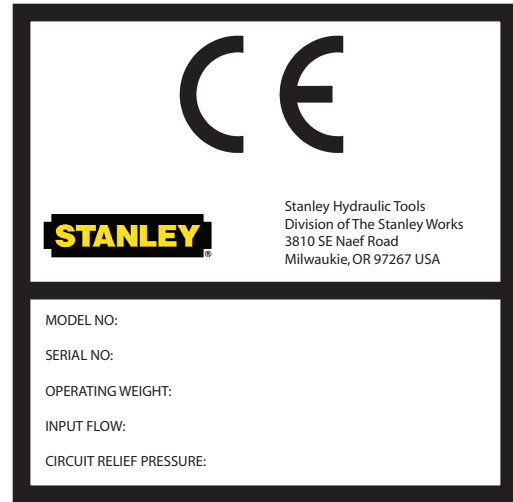 CE
STANLEY®
Stanley Hydraulic Tools
Division of The Stanley Works
3810 SE Naef Road
Milwaukie, OR 97267 USA
MODEL NO:
SERIAL NO:
OPERATING WEIGHT:
INPUT FLOW:
CIRCUIT RELIEF PRESSURE: